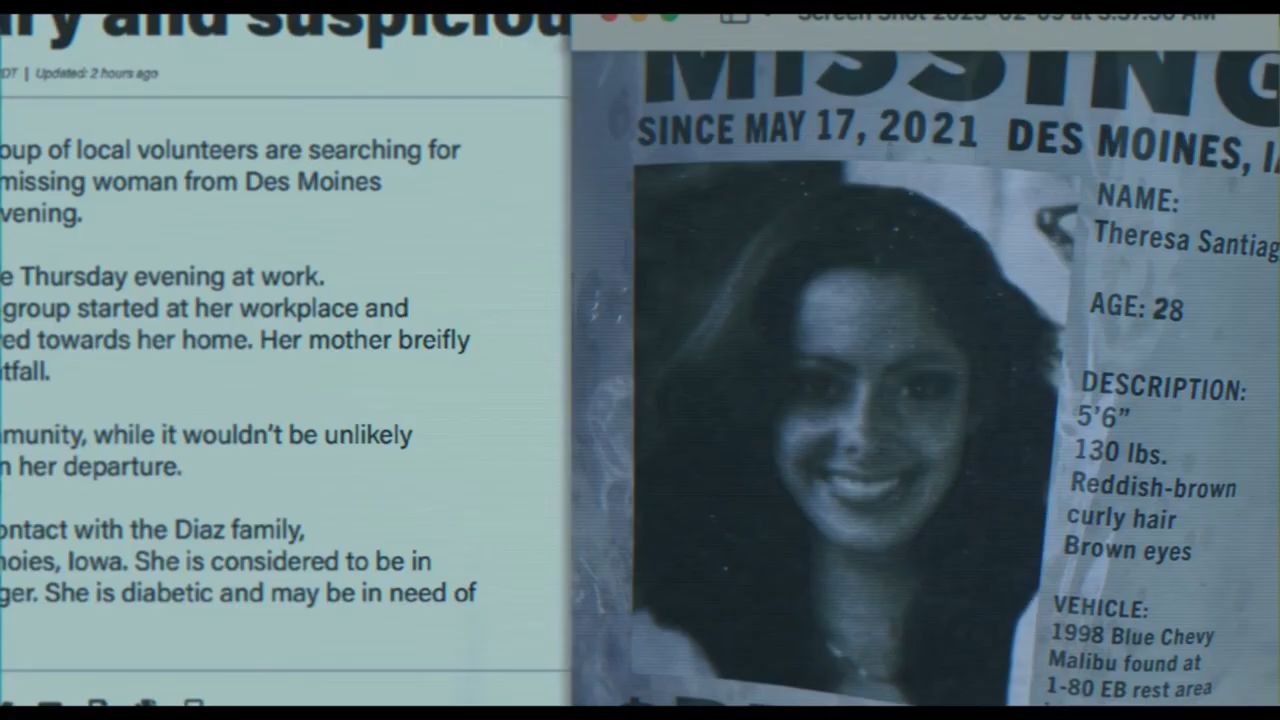 ry and suspiciou
DT | Updated: 2 hours ago
oup of local volunteers are searching for
missing woman from Des Moines
vening.
e Thursday evening at work.
group started at her workplace and
ed towards her home. Her mother breifly
tfall.
munity, while it wouldn't be unlikely
n her departure.
ontact with the Diaz family,
noies, Iowa. She is considered to be in
ger. She is diabetic and may be in need of
MISSING
SINCE MAY 17, 2021 DES MOINES, IA
NAME:
Theresa Santiag
AGE: 28
DESCRIPTION:
5'6"
130 lbs.
Reddish-brown
curly hair
Brown eyes
VEHICLE:
1998 Blue Chevy
Malibu found at
1-80 EB rest area